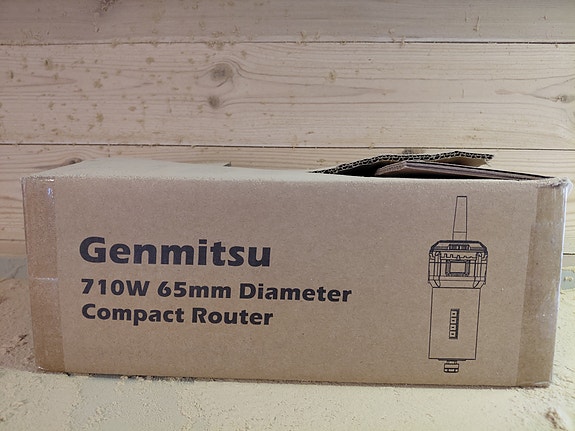 Genmitsu
710W 65mm Diameter
Compact Router